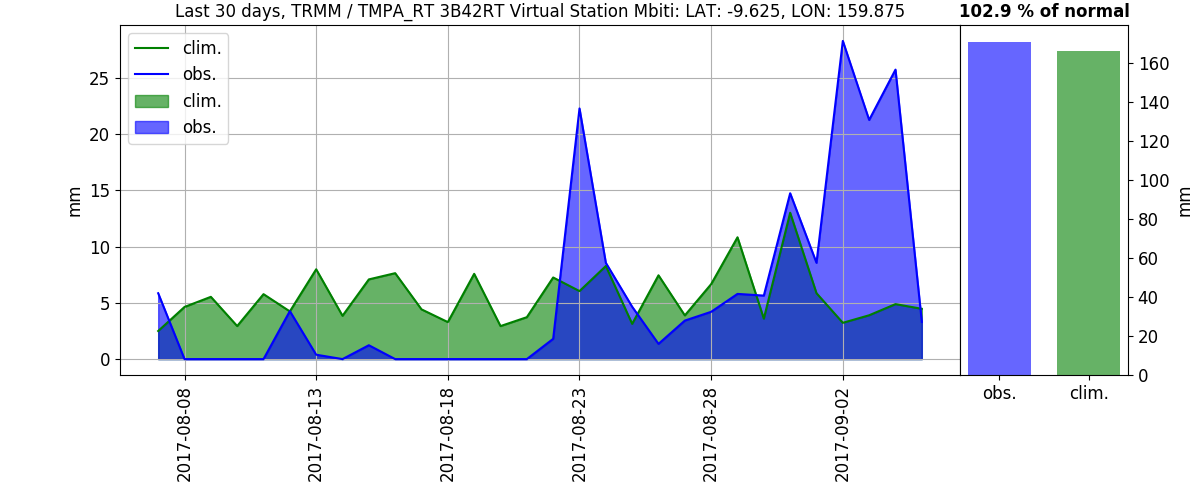 Last 30 days, TRMM / TMPA_RT 3B42RT Virtual Station Mbiti: LAT: -9.625, LON: 159.875
102.9 % of normal
clim.
obs.
clim.
obs.
mm
25
20
15
10
5
0
2017-08-08
2017-08-13
2017-08-18
2017-08-23
2017-08-28
2017-09-02
160
140
120
100
80
60
40
20
0
mm
obs.
clim.